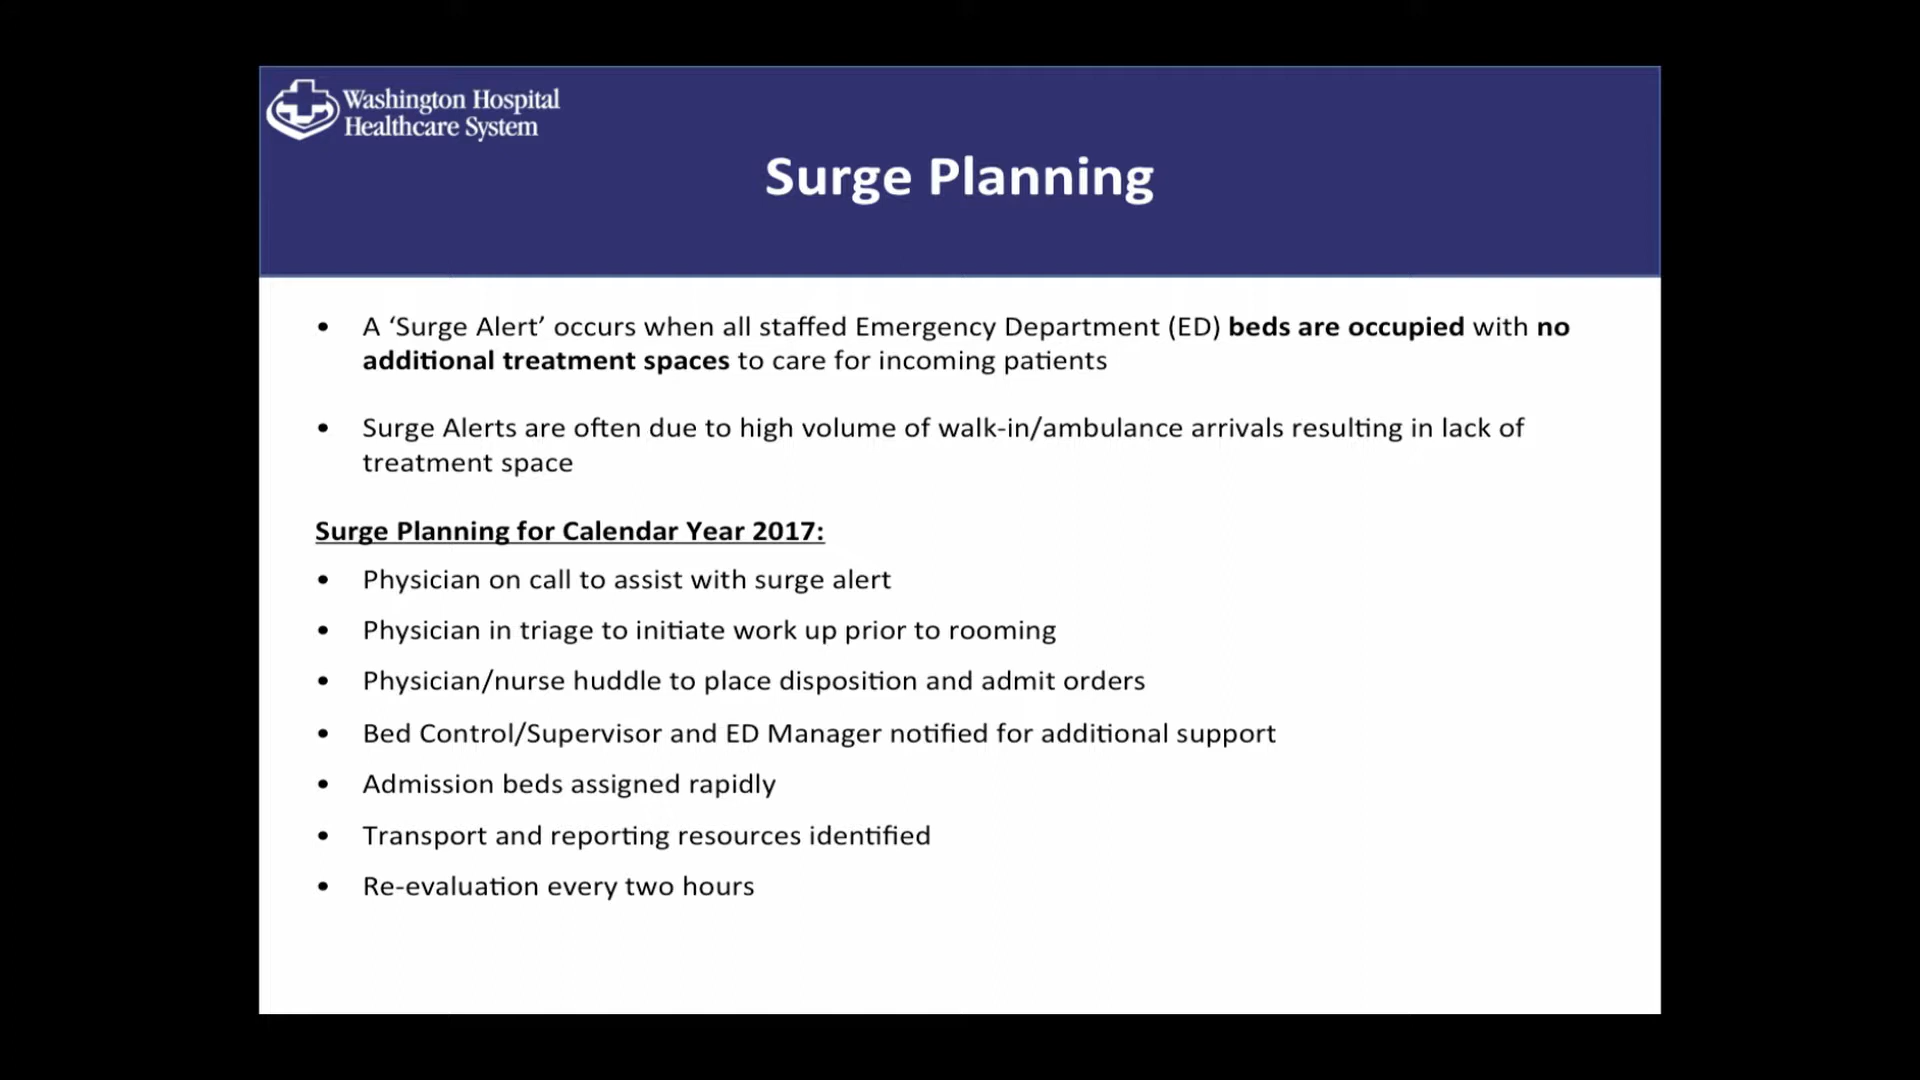 Washington Hospital
Healthcare System
Surge Planning
• A ‘Surge Alert’ occurs when all staffed Emergency Department (ED) beds are occupied with no
additional treatment spaces to care for incoming patients
• Surge Alerts are often due to high volume of walk-in/ambulance arrivals resulting in lack of
treatment space
Surge Planning for Calendar Year 2017:
• Physician on call to assist with surge alert
• Physician in triage to initiate work up prior to rooming
• Physician/nurse huddle to place disposition and admit orders
• Bed Control/Supervisor and ED Manager notified for additional support
• Admission beds assigned rapidly
• Transport and reporting resources identified
• Re-evaluation every two hours